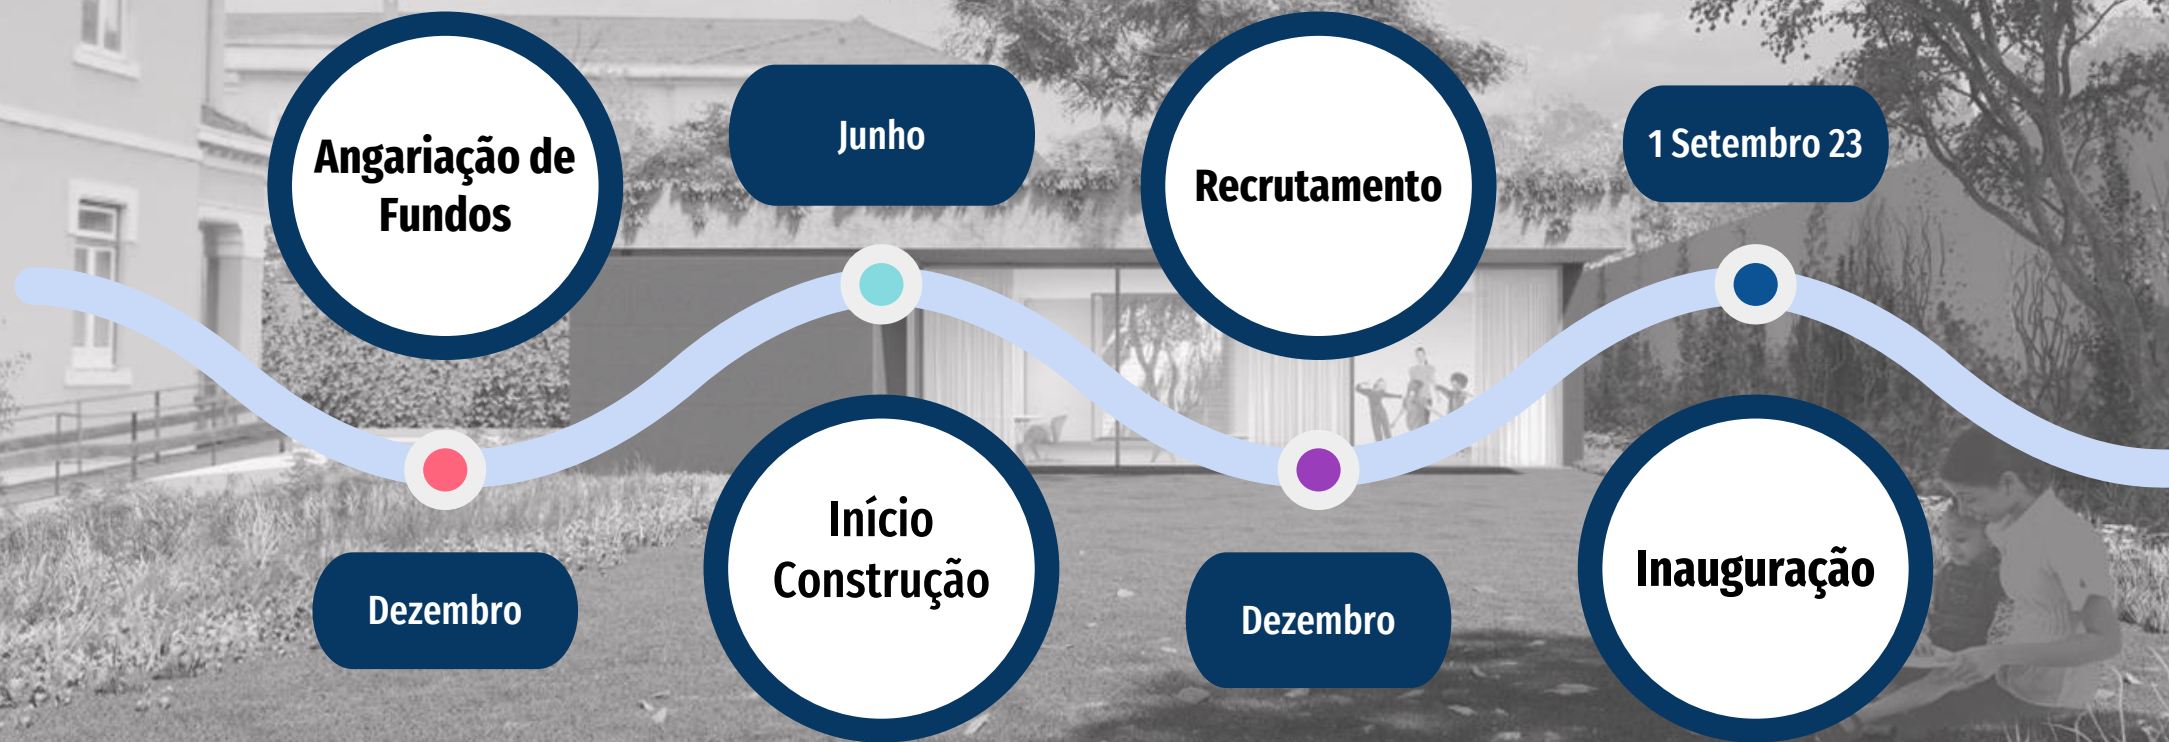 Angariação de
Fundos
Dezembro
Junho
Início
Construção
Recrutamento
Dezembro
1 Setembro 23
Inauguração